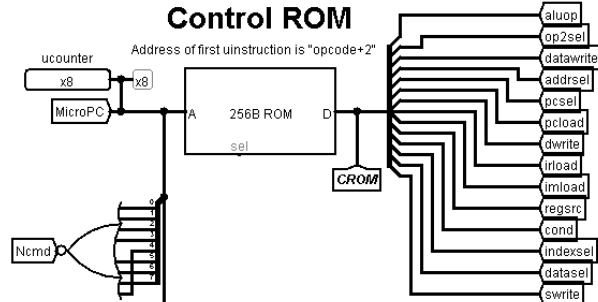 Control ROM
Address of first uinstruction is "opcode+2"
ucounter
x8
x8
MicroPC
A
256B ROM
D
sel
CROM
Ncmd
0
1
2
3
4
5
6
7
aluop
op2sel
datawrite
addrsel
pcsel
pcload
dwrite
irload
imload
regsrc
cond
indexsel
datasel
swrite